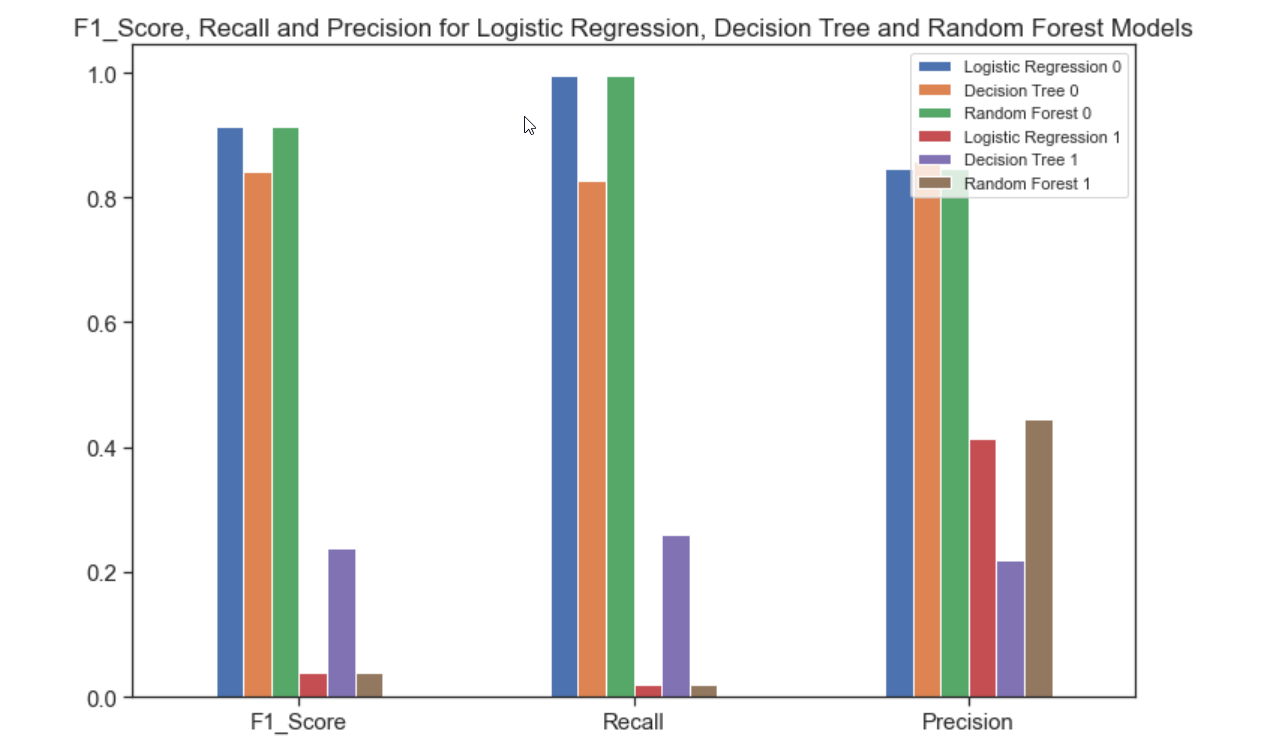 F1_Score, Recall and Precision for Logistic Regression, Decision Tree and Random Forest Models
1.0
0.8
0.6
0.4
0.2
0.0
Logistic Regression 0
Decision Tree 0
Random Forest 0
Logistic Regression 1
Decision Tree 1
Random Forest 1
F1_Score Recall Precision